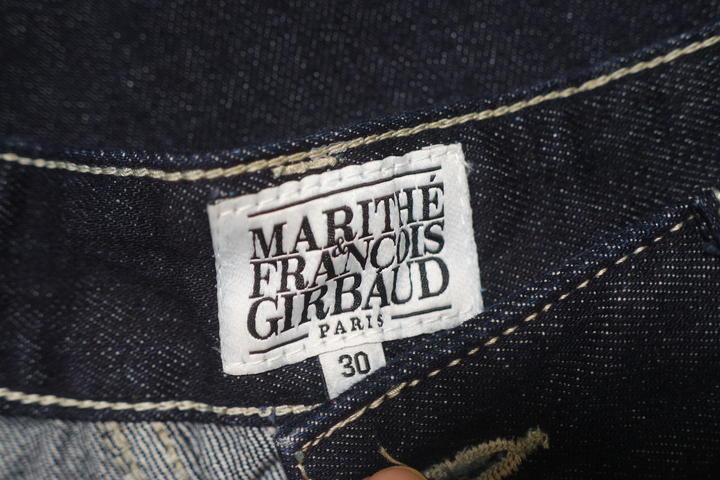 MARITHÉ
&
FRANÇOIS
GIRBAUD
PARIS
30